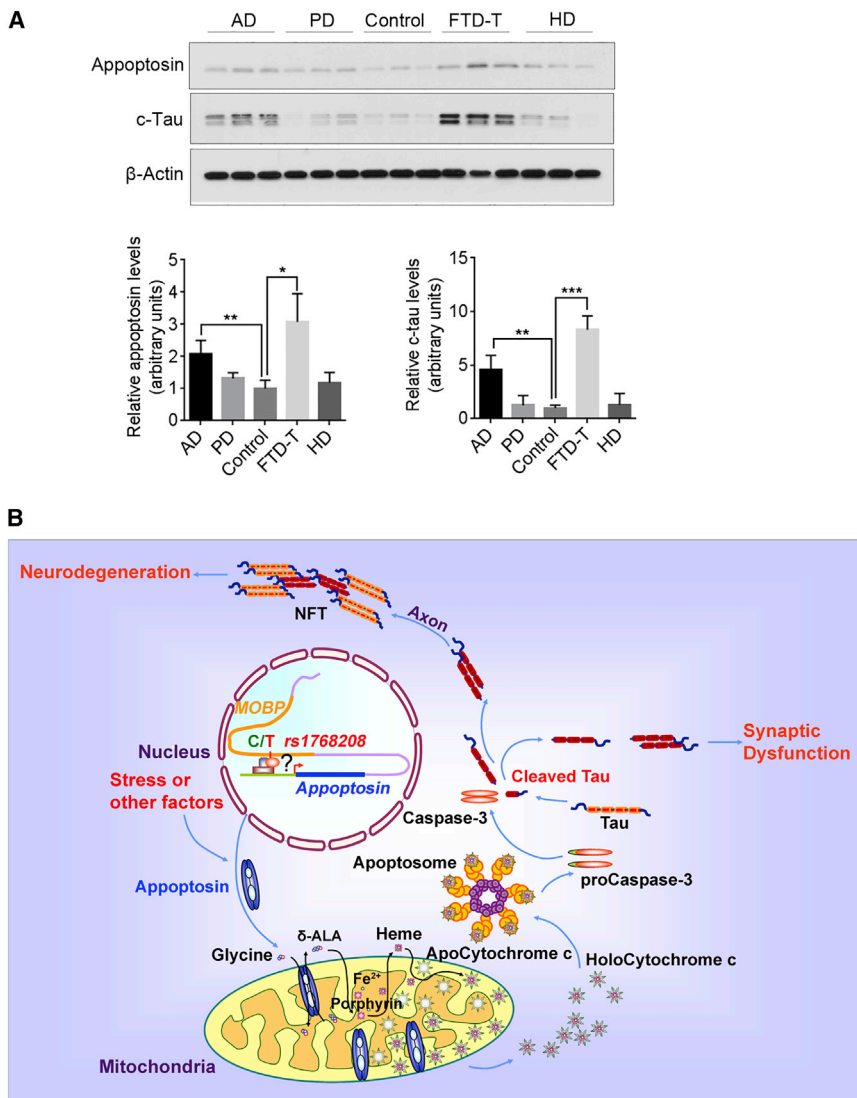 A
AD PD Control FTD-T HD
Appoptosin
c-Tau
β-Actin
Relative appoptosin levels
(arbitrary units)
5
4
3
2
1
0
**
*
AD
PD
Control
FTD-T
HD
Relative c-tau levels
(arbitrary units)
15
10
5
0
**
***
AD
PD
Control
FTD-T
HD
B
Neurodegeneration
NFT
Axon
MOBP
C/T rs1768208
?
Nucleus
Appoptosin
Stress or
other factors
Synaptic
Dysfunction
Cleaved Tau
Caspase-3
Tau
Appoptosin
Apoptosome
proCaspase-3
Glycine
δ-ALA
Heme
ApoCytochrome c
HoloCytochrome c
Fe²⁺
Porphyrin
Mitochondria